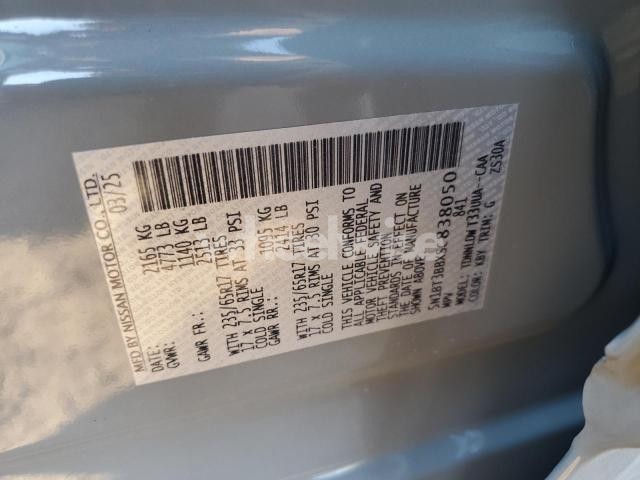 MFD BY NISSAN MOTOR CO., LTD.
DATE: 03/25
GVWR: 2165 KG
4773 LB
GAWR FR.: 1140 KG
2513 LB
WITH 235/65R17 TIRES
17 X 7.5 RIMS AT 33 PSI
COLD SINGLE
GAWR RR.: 1095 KG
2414 LB
WITH 235/65R17 TIRES
17 X 7.5 RIMS AT 30 PSI
COLD SINGLE
THIS VEHICLE CONFORMS TO
ALL APPLICABLE FEDERAL
MOTOR VEHICLE SAFETY AND
THEFT PREVENTION
STANDARDS IN EFFECT ON
THE DATE OF MANUFACTURE
SHOWN ABOVE.
838050
MPV 841
MODEL:
COLOR: KBY TRIM: G ZS30A